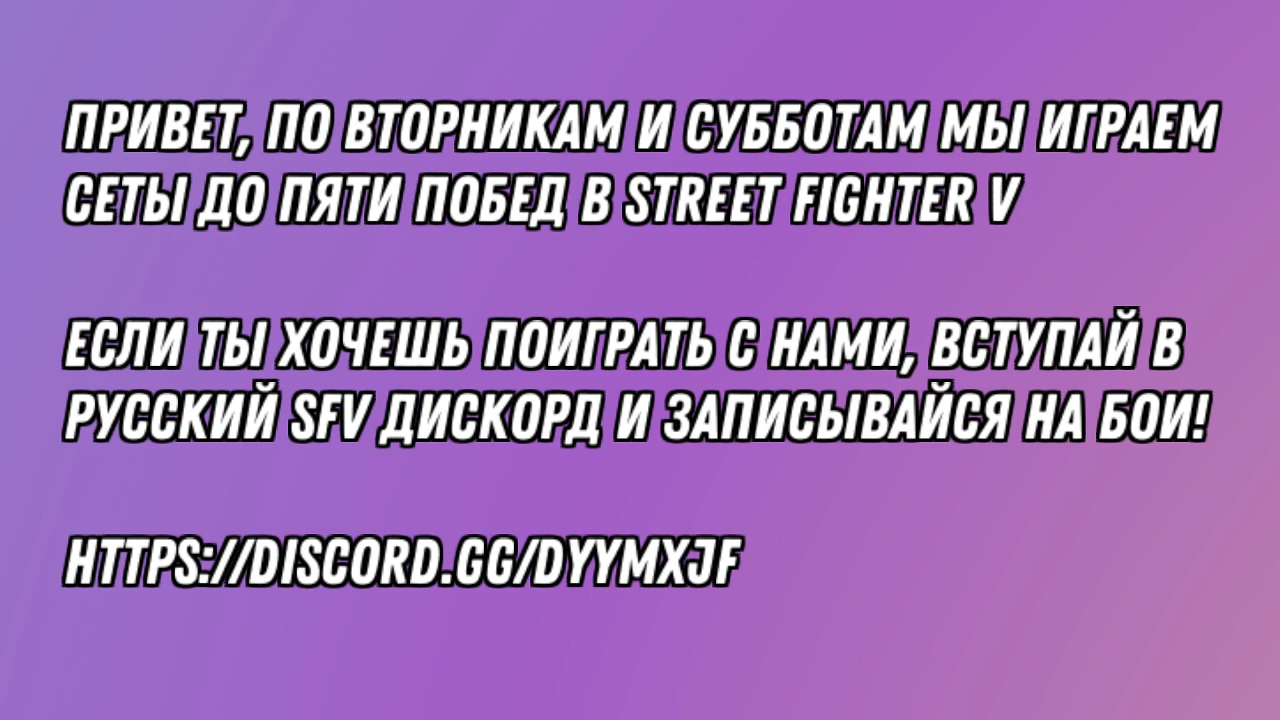 ПРИВЕТ, ПО ВТОРНИКАМ И СУББОТАМ МЫ ИГРАЕМ
СЕТЫ ДО ПЯТИ ПОБЕД В STREET FIGHTER V
ЕСЛИ ТЫ ХОЧЕШЬ ПОИГРАТЬ С НАМИ, ВСТУПАЙ В
РУССКИЙ SFV ДИСКОРД И ЗАПИСЫВАЙСЯ НА БОИ!
HTTPS://DISCORD.GG/DYYMXJF